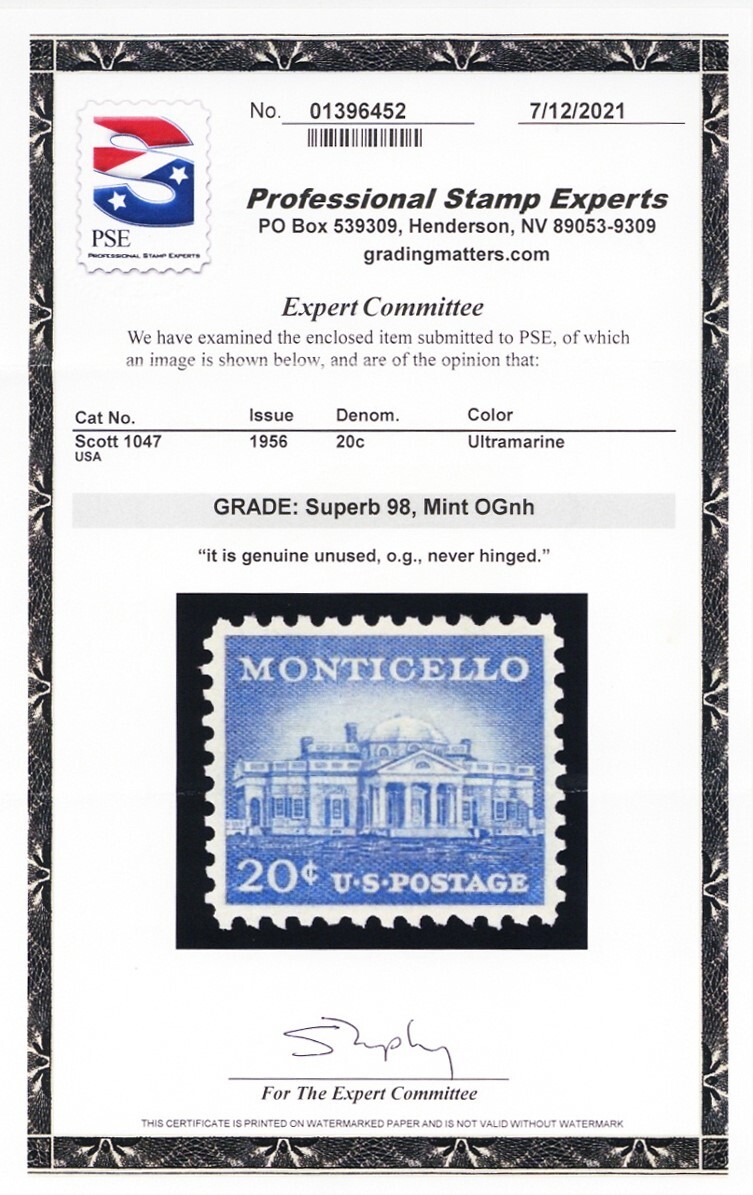 PSE
PROFESSIONAL STAMP EXPERTS
No. 01396452 7/12/2021
Professional Stamp Experts
PO Box 539309, Henderson, NV 89053-9309
gradingmatters.com
Expert Committee
We have examined the enclosed item submitted to PSE, of which
an image is shown below, and are of the opinion that:
Cat No. Issue Denom. Color
Scott 1047 1956 20c Ultramarine
USA
GRADE: Superb 98, Mint OGnh
“it is genuine unused, o.g., never hinged.”
MONTICELLO
20¢ U·S·POSTAGE
For The Expert Committee
THIS CERTIFICATE IS PRINTED ON WATERMARKED PAPER AND IS NOT VALID WITHOUT WATERMARK